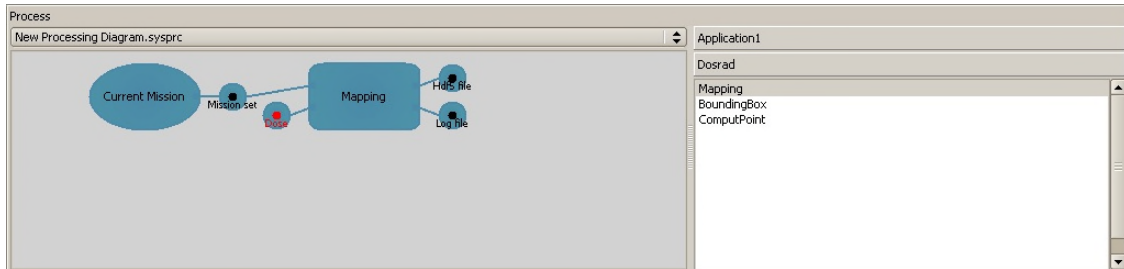 Process
New Processing Diagram.sysprc
Application1
Dosrad
Mapping
BoundingBox
ComputPoint
Current Mission
Mission set
Dose
Mapping
Hdf5 file
Log file